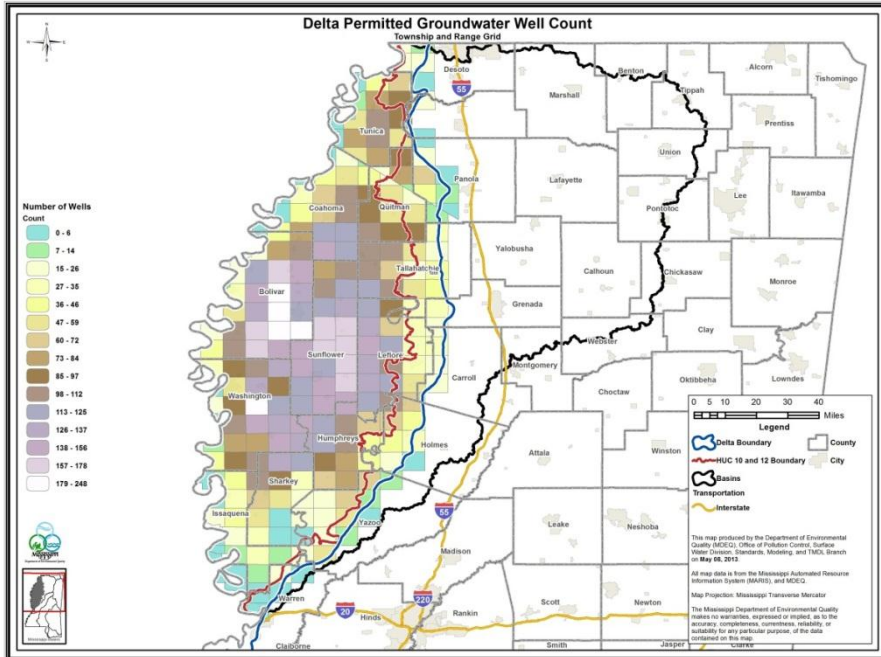 Delta Permitted Groundwater Well Count
Township and Range Grid
Desoto
Benton
Alcorn
Tishomingo
Marshall
Tippah
55
Prentiss
Tunica
Union
Panola
Lafayette
Lee
Itawamba
Coahoma
Quitman
Pontotoc
Yalobusha
Tallahatchie
Calhoun
Chickasaw
Monroe
Bolivar
Grenada
Clay
Webster
Sunflower
Leflore
Montgomery
Carroll
Oktibbeha
Lowndes
Choctaw
Washington
Humphreys
Holmes
Attala
Winston
Sharkey
Issaquena
Yazoo
55
Leake
Neshoba
Madison
Warren
220
20
Hinds
Rankin
Scott
Newton
Claiborne
Smith
Jasper
Clarke
Number of Wells
Count
0 - 6
7 - 14
15 - 26
27 - 35
36 - 46
47 - 59
60 - 72
73 - 84
85 - 97
98 - 112
113 - 125
126 - 137
138 - 156
157 - 178
179 - 248
0 5 10 20 30 40
Miles
Legend
Delta Boundary
County
HUC 10 and 12 Boundary
City
Basins
Transportation
Interstate
This map produced by the Department of Environmental
Quality (MDEQ), Office of Pollution Control, Surface
Water Division, Standards, Modeling, and TMDL Branch
on May 08, 2013.
All map data is from the Mississippi Automated Resource
Information System (MARIS), and MDEQ.
Map Projection: Mississippi Transverse Mercator
The Mississippi Department of Environmental Quality
makes no warranties, expressed or implied, as to the
accuracy, completeness, currentness, reliability, or
suitability for any particular purpose, of the data
contained on this map.